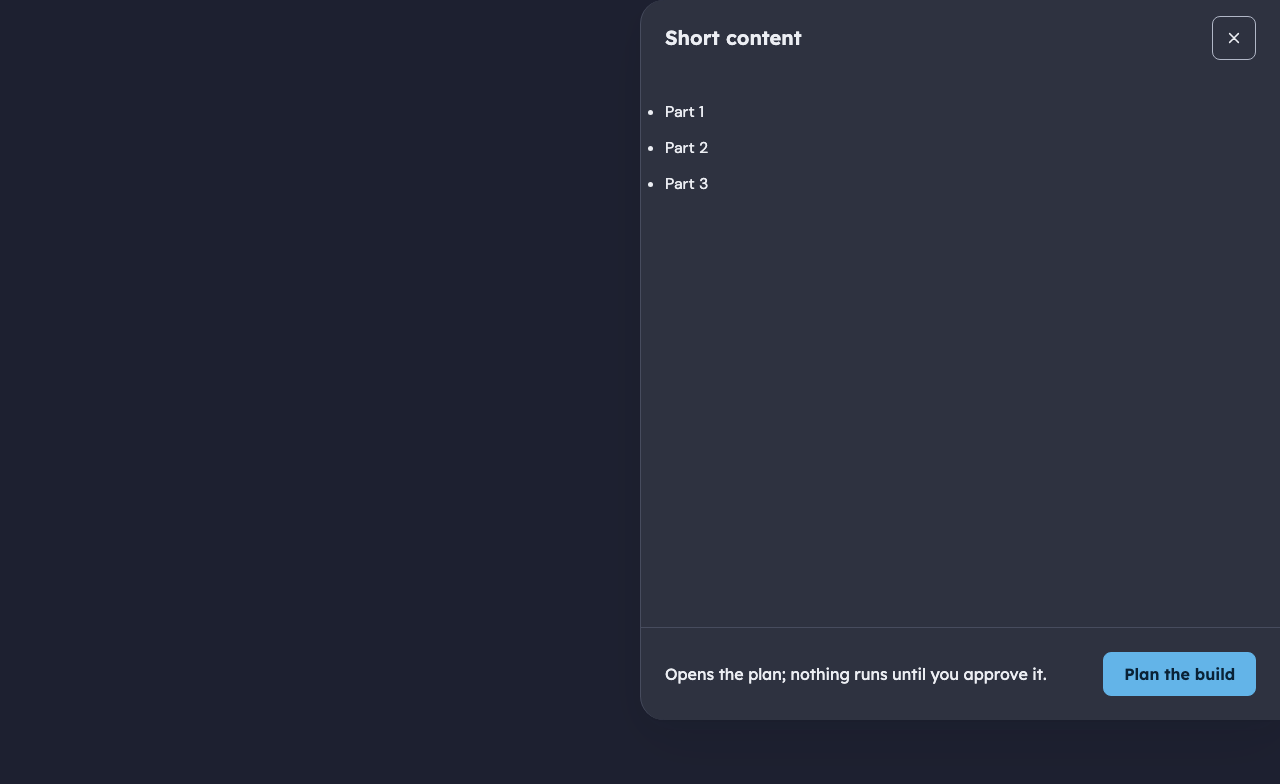 Short content
Part 1
Part 2
Part 3
Opens the plan; nothing runs until you approve it.
Plan the build